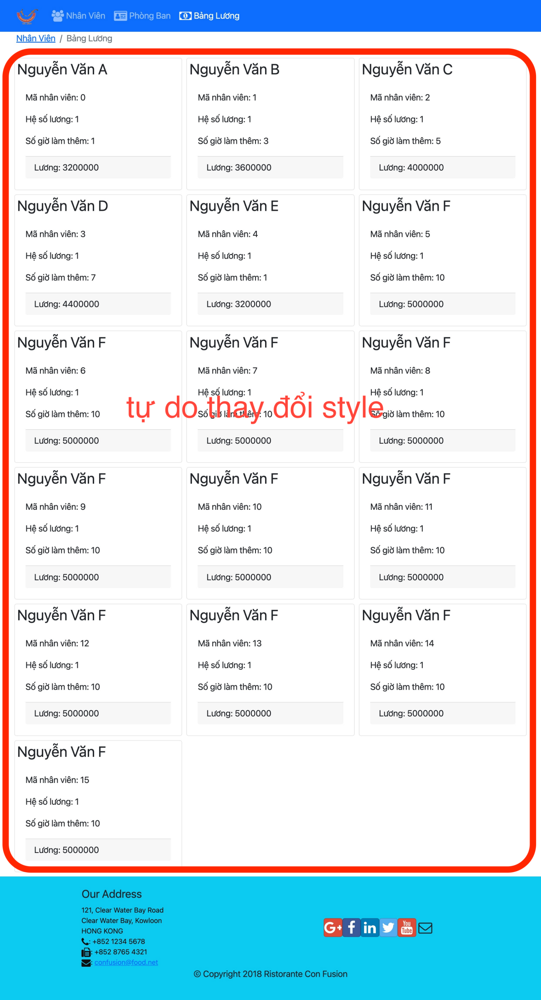 Nhân Viên Phòng Ban Bảng Lương
Nhân Viên / Bảng Lương
Nguyễn Văn A
Mã nhân viên: 0
Hệ số lương: 1
Số giờ làm thêm: 1
Lương: 3200000
Nguyễn Văn B
Mã nhân viên: 1
Hệ số lương: 1
Số giờ làm thêm: 3
Lương: 3600000
Nguyễn Văn C
Mã nhân viên: 2
Hệ số lương: 1
Số giờ làm thêm: 5
Lương: 4000000
Nguyễn Văn D
Mã nhân viên: 3
Hệ số lương: 1
Số giờ làm thêm: 7
Lương: 4400000
Nguyễn Văn E
Mã nhân viên: 4
Hệ số lương: 1
Số giờ làm thêm: 1
Lương: 3200000
Nguyễn Văn F
Mã nhân viên: 5
Hệ số lương: 1
Số giờ làm thêm: 10
Lương: 5000000
Nguyễn Văn F
Mã nhân viên: 6
Hệ số lương: 1
Số giờ làm thêm: 10
Lương: 5000000
Nguyễn Văn F
Mã nhân viên: 7
Hệ số lương: 1
Số giờ làm thêm: 10
Lương: 5000000
Nguyễn Văn F
Mã nhân viên: 8
Hệ số lương: 1
Số giờ làm thêm: 10
Lương: 5000000
tự do thay đổi style
Nguyễn Văn F
Mã nhân viên: 9
Hệ số lương: 1
Số giờ làm thêm: 10
Lương: 5000000
Nguyễn Văn F
Mã nhân viên: 10
Hệ số lương: 1
Số giờ làm thêm: 10
Lương: 5000000
Nguyễn Văn F
Mã nhân viên: 11
Hệ số lương: 1
Số giờ làm thêm: 10
Lương: 5000000
Nguyễn Văn F
Mã nhân viên: 12
Hệ số lương: 1
Số giờ làm thêm: 10
Lương: 5000000
Nguyễn Văn F
Mã nhân viên: 13
Hệ số lương: 1
Số giờ làm thêm: 10
Lương: 5000000
Nguyễn Văn F
Mã nhân viên: 14
Hệ số lương: 1
Số giờ làm thêm: 10
Lương: 5000000
Nguyễn Văn F
Mã nhân viên: 15
Hệ số lương: 1
Số giờ làm thêm: 10
Lương: 5000000
Our Address
121, Clear Water Bay Road
Clear Water Bay, Kowloon
HONG KONG
: +852 1234 5678
: +852 8765 4321
: confusion@food.net
G+ f in You Tube
© Copyright 2018 Ristorante Con Fusion